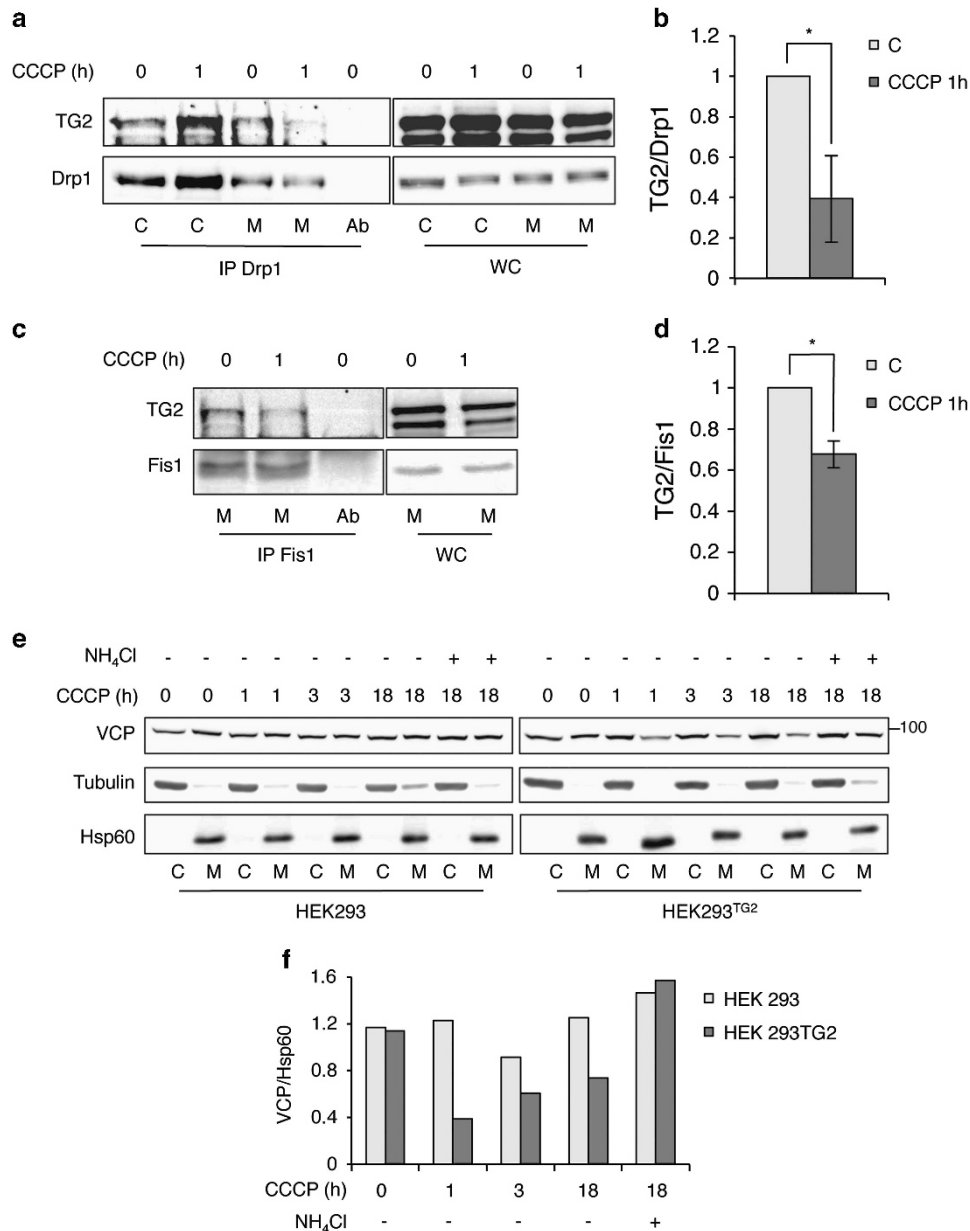 a
CCCP (h) 0 1 0 1 0 0 1 0 1
TG2
Drp1
C C M M Ab C C M M
IP Drp1 WC
b
1.2
1
0.8
0.6
0.4
0.2
0
TG2/Drp1
*
C
CCCP 1h
c
CCCP (h) 0 1 0 0 1
TG2
Fis1
M M Ab M M
IP Fis1 WC
d
1.2
1
0.8
0.6
0.4
0.2
0
TG2/Fis1
*
C
CCCP 1h
e
NH₄Cl - - - - - - - - + + - - - - - - - - + +
CCCP (h) 0 0 1 1 3 3 18 18 18 18 0 0 1 1 3 3 18 18 18 18
VCP
100
Tubulin
Hsp60
C M C M C M C M C M C M C M C M C M C M
HEK293 HEK293ᵀᴳ²
f
1.6
1.2
0.8
0.4
0
VCP/Hsp60
HEK 293
HEK 293TG2
CCCP (h) 0 1 3 18 18
NH₄Cl - - - - +